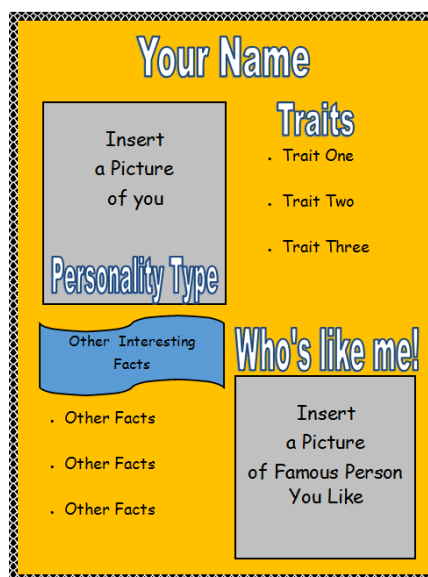 Your Name
Insert
a Picture
of you
Personality Type
Traits
. Trait One
. Trait Two
. Trait Three
Other Interesting
Facts
. Other Facts
. Other Facts
. Other Facts
Who's like me!
Insert
a Picture
of Famous Person
You Like